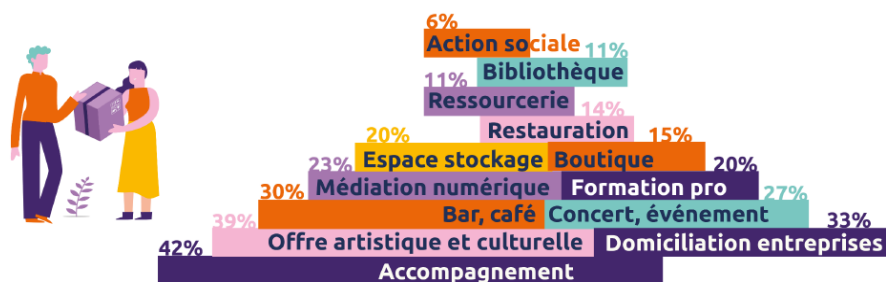 6%
Action sociale
11%
Bibliothèque
11%
Ressourcerie
14%
Restauration
20%
Espace stockage
15%
Boutique
23%
Médiation numérique
20%
Formation pro
30%
Bar, café
27%
Concert, événement
39%
Offre artistique et culturelle
33%
Domiciliation entreprises
42%
Accompagnement